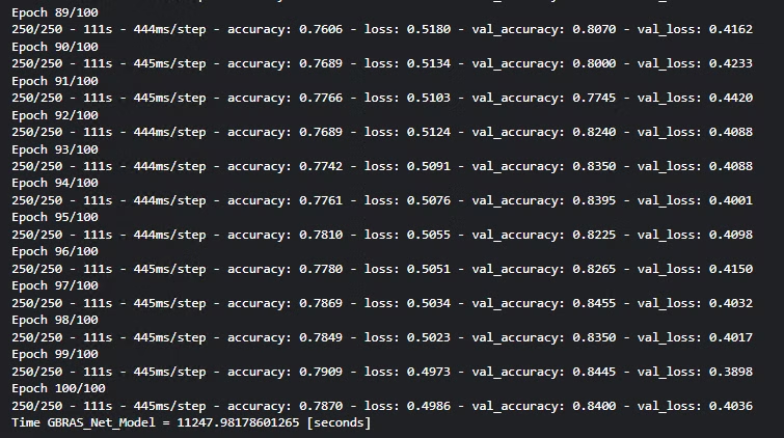 Epoch 89/100
250/250 - 111s - 444ms/step - accuracy: 0.7606 - loss: 0.5180 - val_accuracy: 0.8070 - val_loss: 0.4162
Epoch 90/100
250/250 - 111s - 445ms/step - accuracy: 0.7689 - loss: 0.5134 - val_accuracy: 0.8000 - val_loss: 0.4233
Epoch 91/100
250/250 - 111s - 445ms/step - accuracy: 0.7766 - loss: 0.5103 - val_accuracy: 0.7745 - val_loss: 0.4420
Epoch 92/100
250/250 - 111s - 444ms/step - accuracy: 0.7689 - loss: 0.5124 - val_accuracy: 0.8240 - val_loss: 0.4088
Epoch 93/100
250/250 - 111s - 444ms/step - accuracy: 0.7742 - loss: 0.5091 - val_accuracy: 0.8350 - val_loss: 0.4088
Epoch 94/100
250/250 - 111s - 444ms/step - accuracy: 0.7761 - loss: 0.5076 - val_accuracy: 0.8395 - val_loss: 0.4001
Epoch 95/100
250/250 - 111s - 444ms/step - accuracy: 0.7810 - loss: 0.5055 - val_accuracy: 0.8225 - val_loss: 0.4098
Epoch 96/100
250/250 - 111s - 445ms/step - accuracy: 0.7780 - loss: 0.5051 - val_accuracy: 0.8265 - val_loss: 0.4150
Epoch 97/100
250/250 - 111s - 445ms/step - accuracy: 0.7869 - loss: 0.5034 - val_accuracy: 0.8455 - val_loss: 0.4032
Epoch 98/100
250/250 - 111s - 445ms/step - accuracy: 0.7849 - loss: 0.5023 - val_accuracy: 0.8350 - val_loss: 0.4017
Epoch 99/100
250/250 - 111s - 445ms/step - accuracy: 0.7909 - loss: 0.4973 - val_accuracy: 0.8445 - val_loss: 0.3898
Epoch 100/100
250/250 - 111s - 445ms/step - accuracy: 0.7870 - loss: 0.4986 - val_accuracy: 0.8400 - val_loss: 0.4036
Time GBRAS_Net_Model = 11247.98178601265 [seconds]